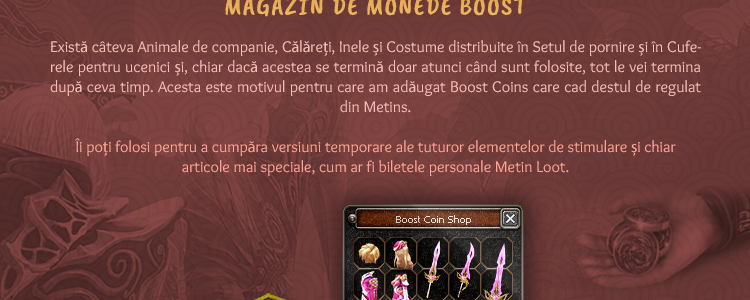 MAGAZIN DE MONEDE BOOST
Există câteva Animale de companie, Călăreți, Inele și Costume distribuite în Setul de pornire și în Cufe-
rele pentru ucenici și, chiar dacă acestea se termină doar atunci când sunt folosite, tot le vei termina
după ceva timp. Acesta este motivul pentru care am adăugat Boost Coins care cad destul de regulat
din Metins.
Îi poți folosi pentru a cumpăra versiuni temporare ale tuturor elementelor de stimulare și chiar
articole mai speciale, cum ar fi biletele personale Metin Loot.
Boost Coin Shop